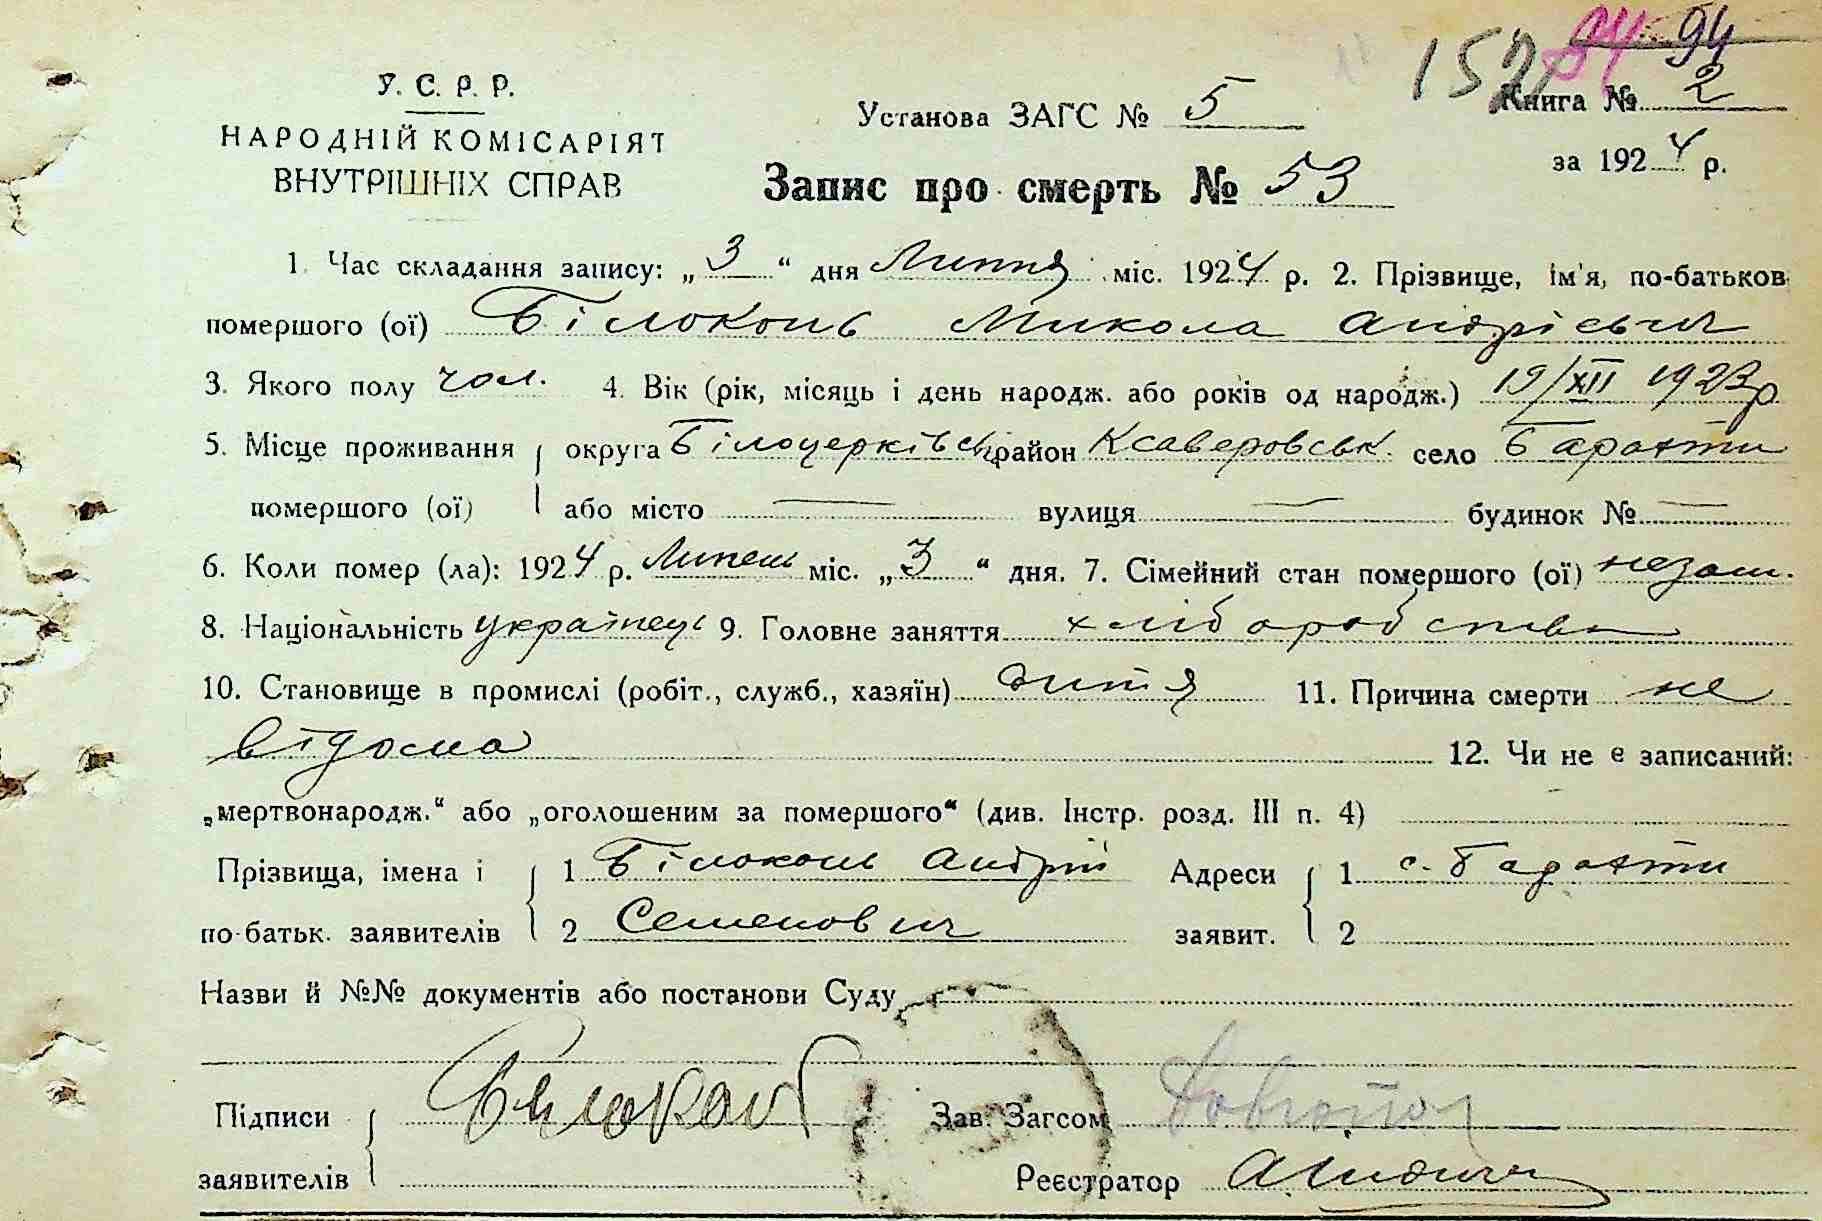 152 94
У. С. Р. Р.
НАРОДНІЙ КОМІСАРІЯТ
ВНУТРІШНІХ СПРАВ
Установа ЗАГС № 5
Книга № 2
за 1924 р.
Запис про смерть № 53
1. Час складання запису: „3“ дня Липня міс. 1924 р. 2. Прізвище, ім'я, по-батьков
помершого (ої) Білоконь Микола Андрієвич
3. Якого полу чол. 4. Вік (рік, місяць і день народж. або років од народж.) 19/XII 1923 р
5. Місце проживання округа Білоцерківськ район Ксаверовськ. село Барахти
помершого (ої) або місто — вулиця — будинок № —
6. Коли помер (ла): 1924 р. Липень міс. „3“ дня. 7. Сімейний стан помершого (ої) незам.
8. Національність українець 9. Головне заняття хліборобство
10. Становище в промислі (робіт., служб., хазяїн) дитя 11. Причина смерти не
відома 12. Чи не є записаний:
„мертвонародж.“ або „оголошеним за помершого“ (див. Інстр. розд. III п. 4)
Прізвища, імена і 1 Білоконь Андрій Адреси 1 с. Барахти
по-батьк. заявителів 2 Семенович заявит. 2
Назви й №№ документів або постанови Суду
Підписи Зав. Загсом
заявителів Реєстратор